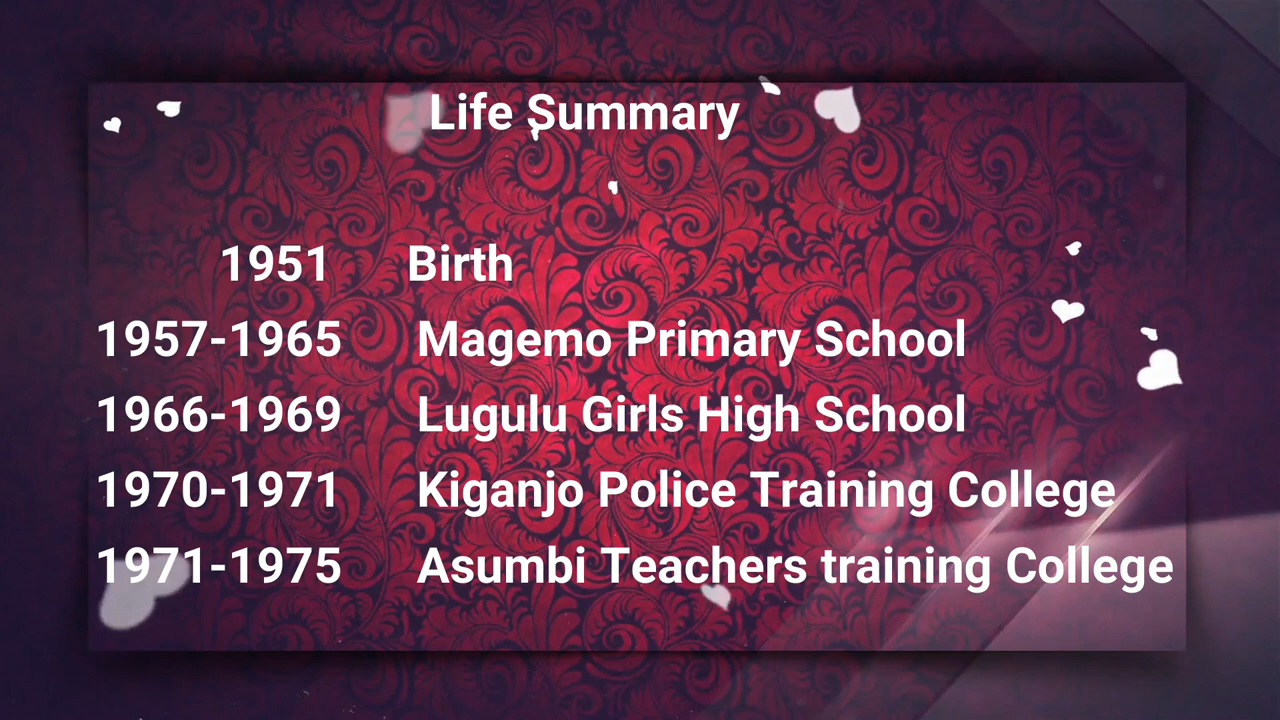 Life Summary
1951 Birth
1957-1965 Magemo Primary School
1966-1969 Lugulu Girls High School
1970-1971 Kiganjo Police Training College
1971-1975 Asumbi Teachers training College